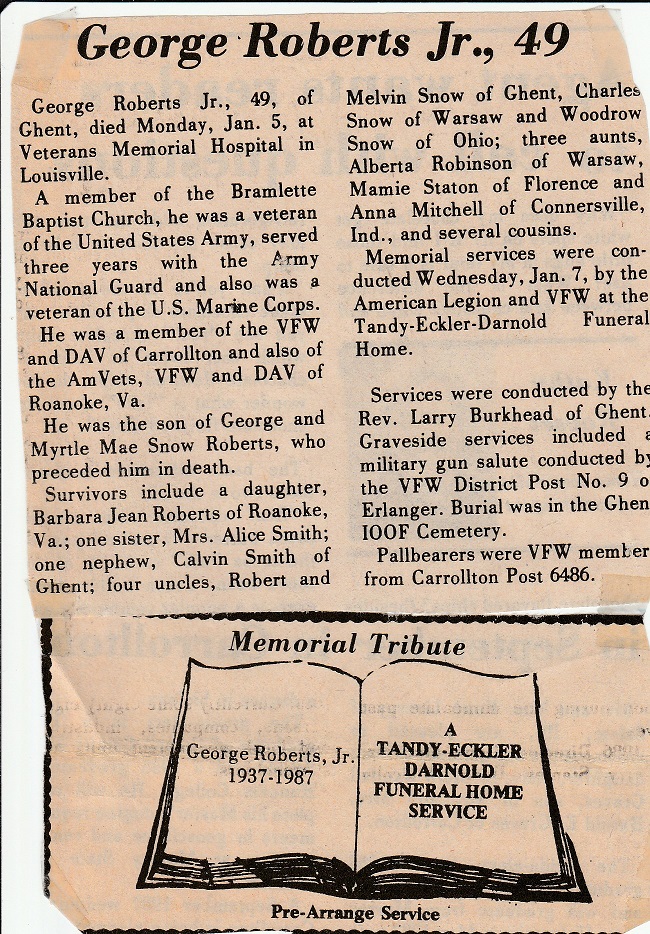 George Roberts Jr., 49
George Roberts Jr., 49, of
Ghent, died Monday, Jan. 5, at
Veterans Memorial Hospital in
Louisville.
A member of the Bramlette
Baptist Church, he was a veteran
of the United States Army, served
three years with the Army
National Guard and also was a
veteran of the U.S. Marine Corps.
He was a member of the VFW
and DAV of Carrollton and also of
the AmVets, VFW and DAV of
Roanoke, Va.
He was the son of George and
Myrtle Mae Snow Roberts, who
preceded him in death.
Survivors include a daughter,
Barbara Jean Roberts of Roanoke,
Va.; one sister, Mrs. Alice Smith;
one nephew, Calvin Smith of
Ghent; four uncles, Robert and
Melvin Snow of Ghent, Charles
Snow of Warsaw and Woodrow
Snow of Ohio; three aunts,
Alberta Robinson of Warsaw,
Mamie Staton of Florence and
Anna Mitchell of Connersville,
Ind., and several cousins.
Memorial services were con-
ducted Wednesday, Jan. 7, by the
American Legion and VFW at the
Tandy-Eckler-Darnold Funeral
Home.
Services were conducted by the
Rev. Larry Burkhead of Ghent.
Graveside services included a
military gun salute conducted by
the VFW District Post No. 9 o
Erlanger. Burial was in the Ghen
IOOF Cemetery.
Pallbearers were VFW member
from Carrollton Post 6486.
Memorial Tribute
George Roberts, Jr.
1937-1987
A
TANDY-ECKLER
DARNOLD
FUNERAL HOME
SERVICE
Pre-Arrange Service